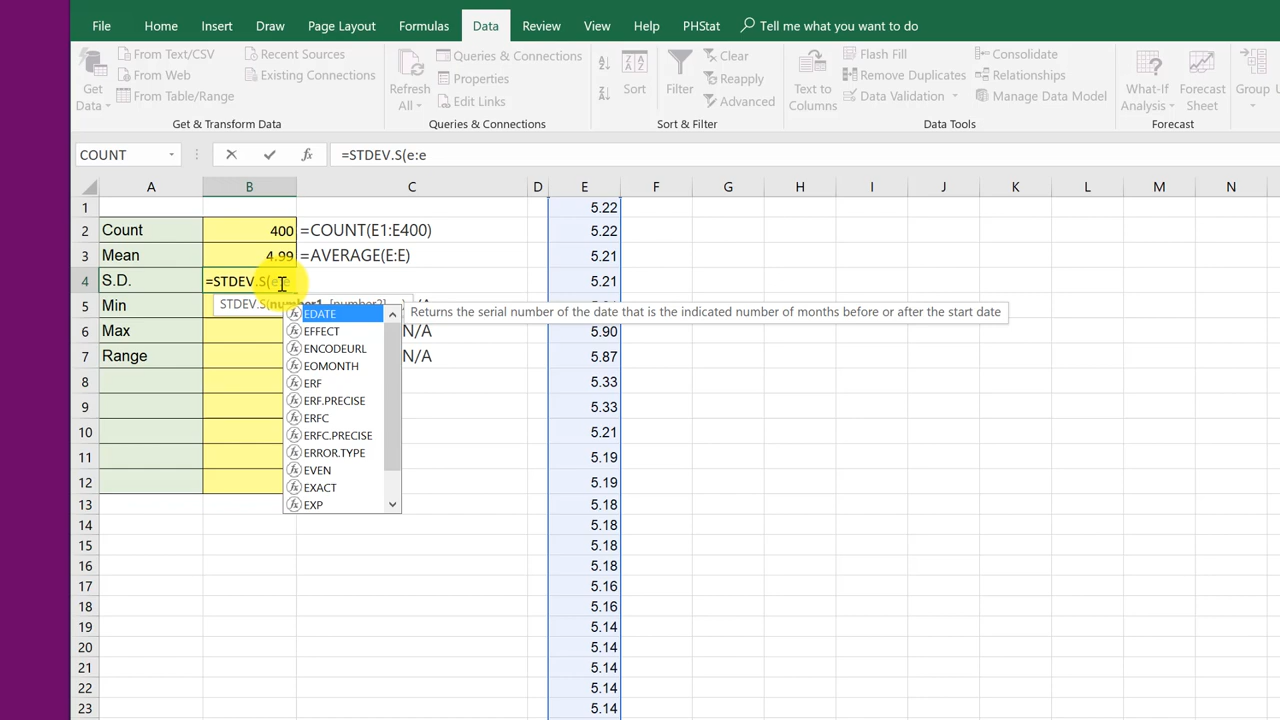 File Home Insert Draw Page Layout Formulas Data Review View Help PHStat Tell me what you want to do
Get Data
From Text/CSV
From Web
From Table/Range
Recent Sources
Existing Connections
Get & Transform Data
Refresh All
Queries & Connections
Properties
Edit Links
Queries & Connections
Sort
Filter
Clear
Reapply
Advanced
Sort & Filter
Text to Columns
Flash Fill
Remove Duplicates
Data Validation
Consolidate
Relationships
Manage Data Model
Data Tools
What-If Analysis
Forecast Sheet
Forecast
Group
COUNT fx =STDEV.S(e:e
A B C D E F G H I J K L M N
1 5.22
2 Count 400 =COUNT(E1:E400) 5.22
3 Mean 4.99 =AVERAGE(E:E) 5.21
4 S.D. =STDEV.S(e:e 5.21
STDEV.S(number1, [number2], ...)
5 Min /A
6 Max N/A 5.90
7 Range N/A 5.87
8 5.33
9 5.33
10 5.21
11 5.19
12 5.19
13 5.18
14 5.18
15 5.18
16 5.18
17 5.16
18 5.16
19 5.14
20 5.14
21 5.14
22 5.14
23 5.14
EDATE Returns the serial number of the date that is the indicated number of months before or after the start date
EFFECT
ENCODEURL
EOMONTH
ERF
ERF.PRECISE
ERFC
ERFC.PRECISE
ERROR.TYPE
EVEN
EXACT
EXP